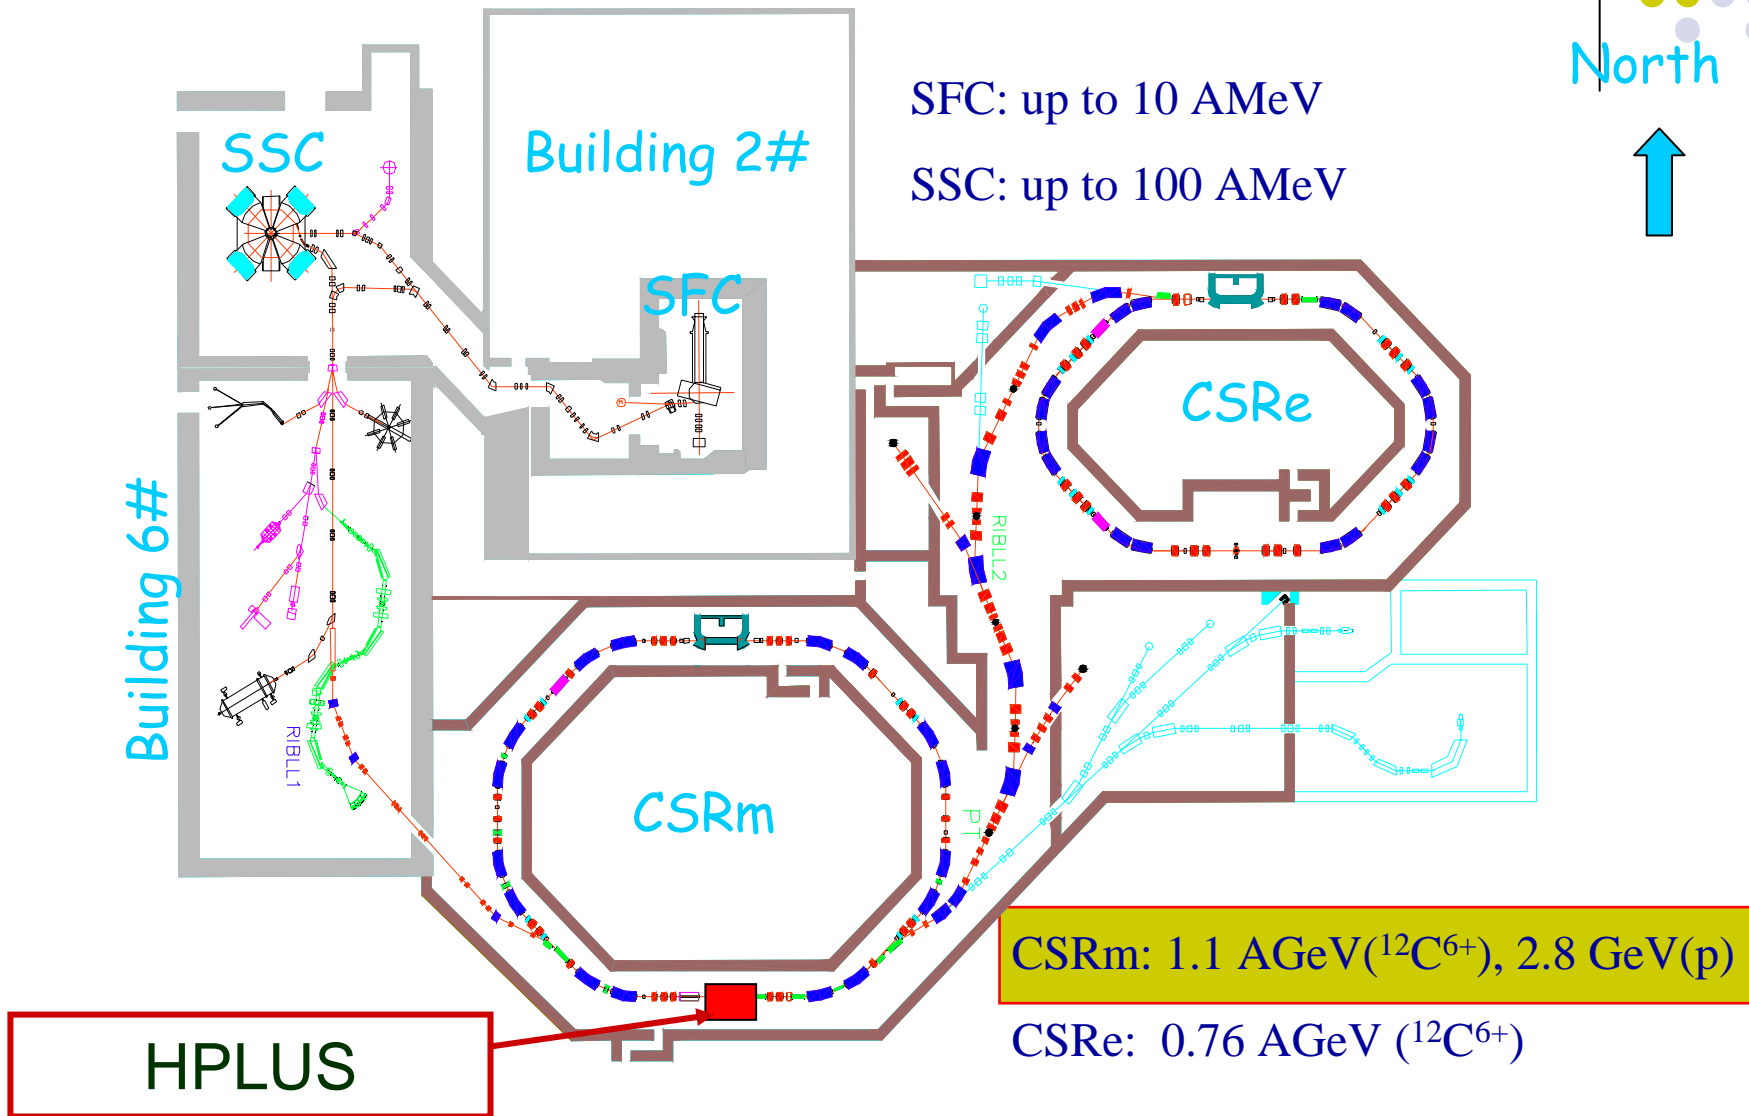 North
SFC: up to 10 AMeV
SSC: up to 100 AMeV
SSC
Building 2#
SFC
CSRe
Building 6#
RIBLL2
RIBLL1
CSRm
PT
CSRm: 1.1 AGeV(¹²C⁶⁺), 2.8 GeV(p)
CSRe: 0.76 AGeV (¹²C⁶⁺)
HPLUS